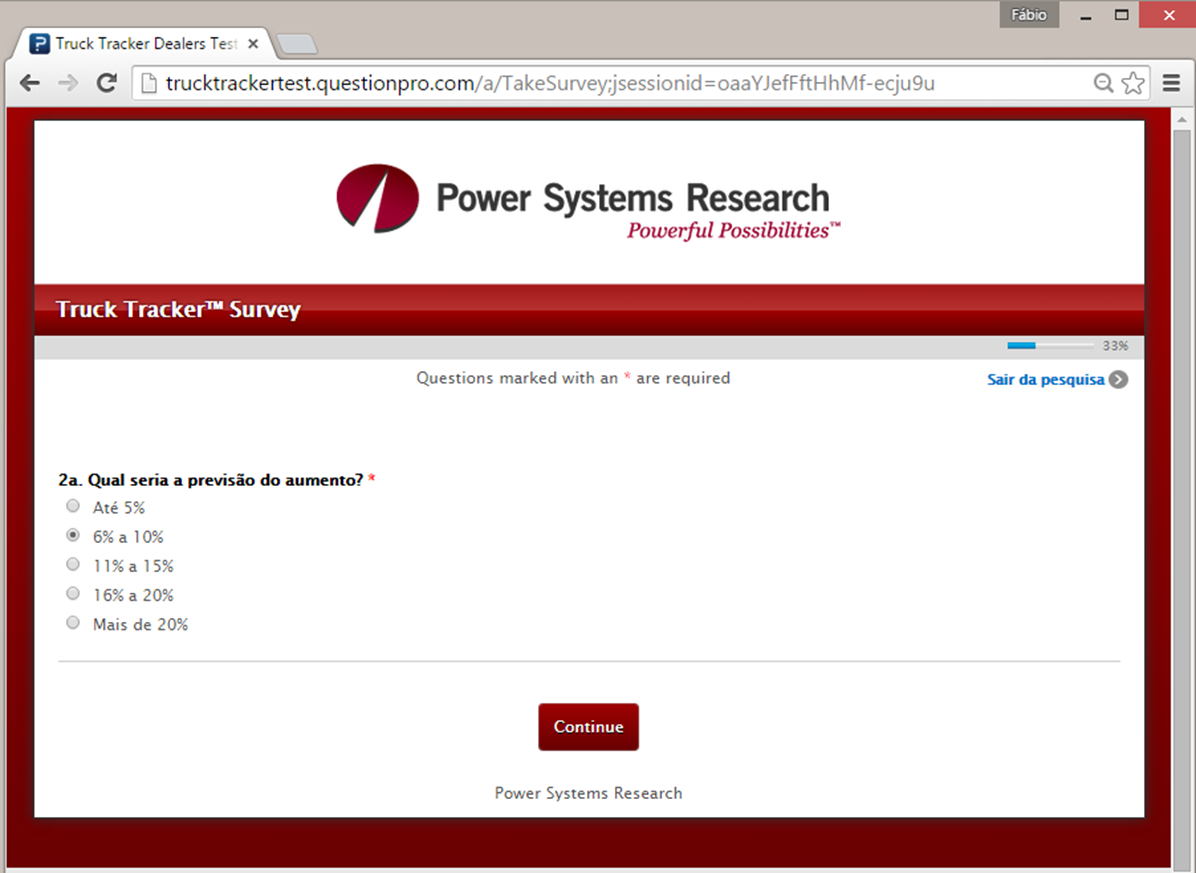 Fábio
Truck Tracker Dealers Test
trucktrackertest.questionpro.com/a/TakeSurvey;jsessionid=oaaYJefFftHhMf-ecju9u
Power Systems Research
Powerful Possibilities™
Truck Tracker™ Survey
33%
Questions marked with an * are required
Sair da pesquisa
2a. Qual seria a previsão do aumento? *
Até 5%
6% a 10%
11% a 15%
16% a 20%
Mais de 20%
Continue
Power Systems Research